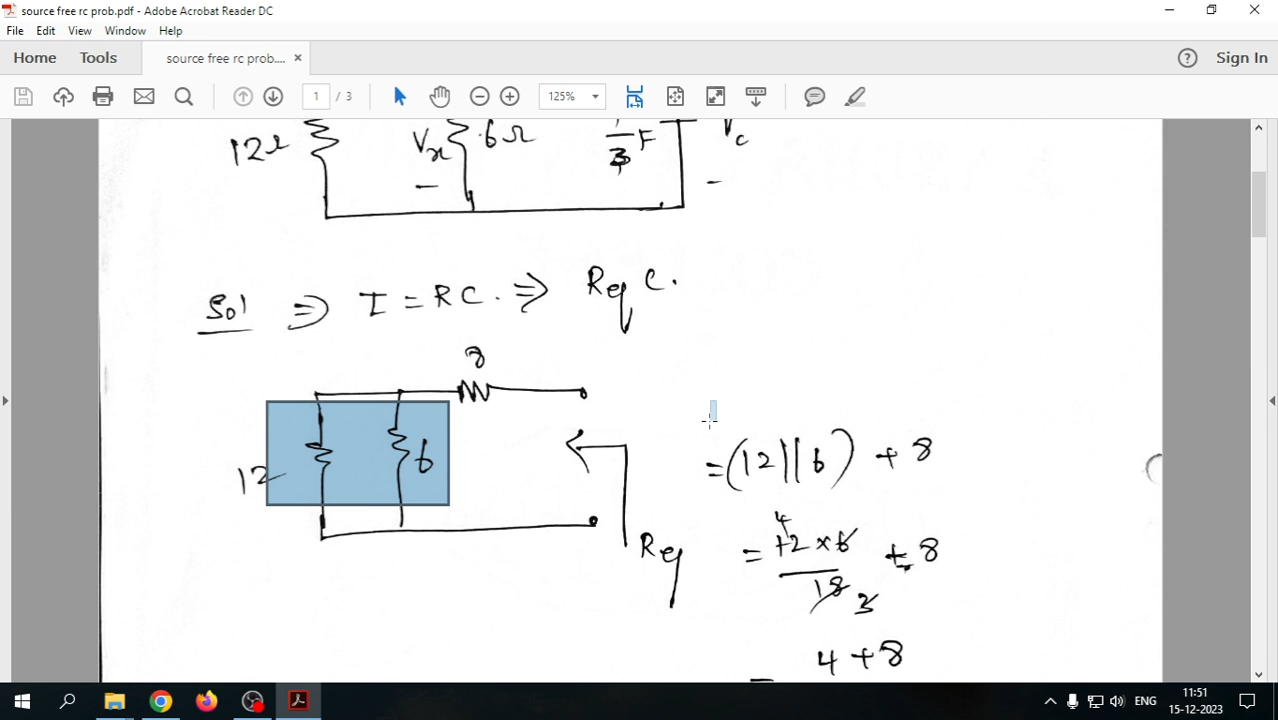 source free rc prob.pdf - Adobe Acrobat Reader DC
File Edit View Window Help
Home Tools source free rc prob.... × Sign In
1 / 3 125%
12Ω Vx 6Ω 1/3 F Vc
− −
Sol ⇒ T = RC. ⇒ Req C.
8
12 6
Req
= (12||6) + 8
4
= 12 × 6 / 18 + 8
3
4 + 8
=
ENG
11:51
15-12-2023